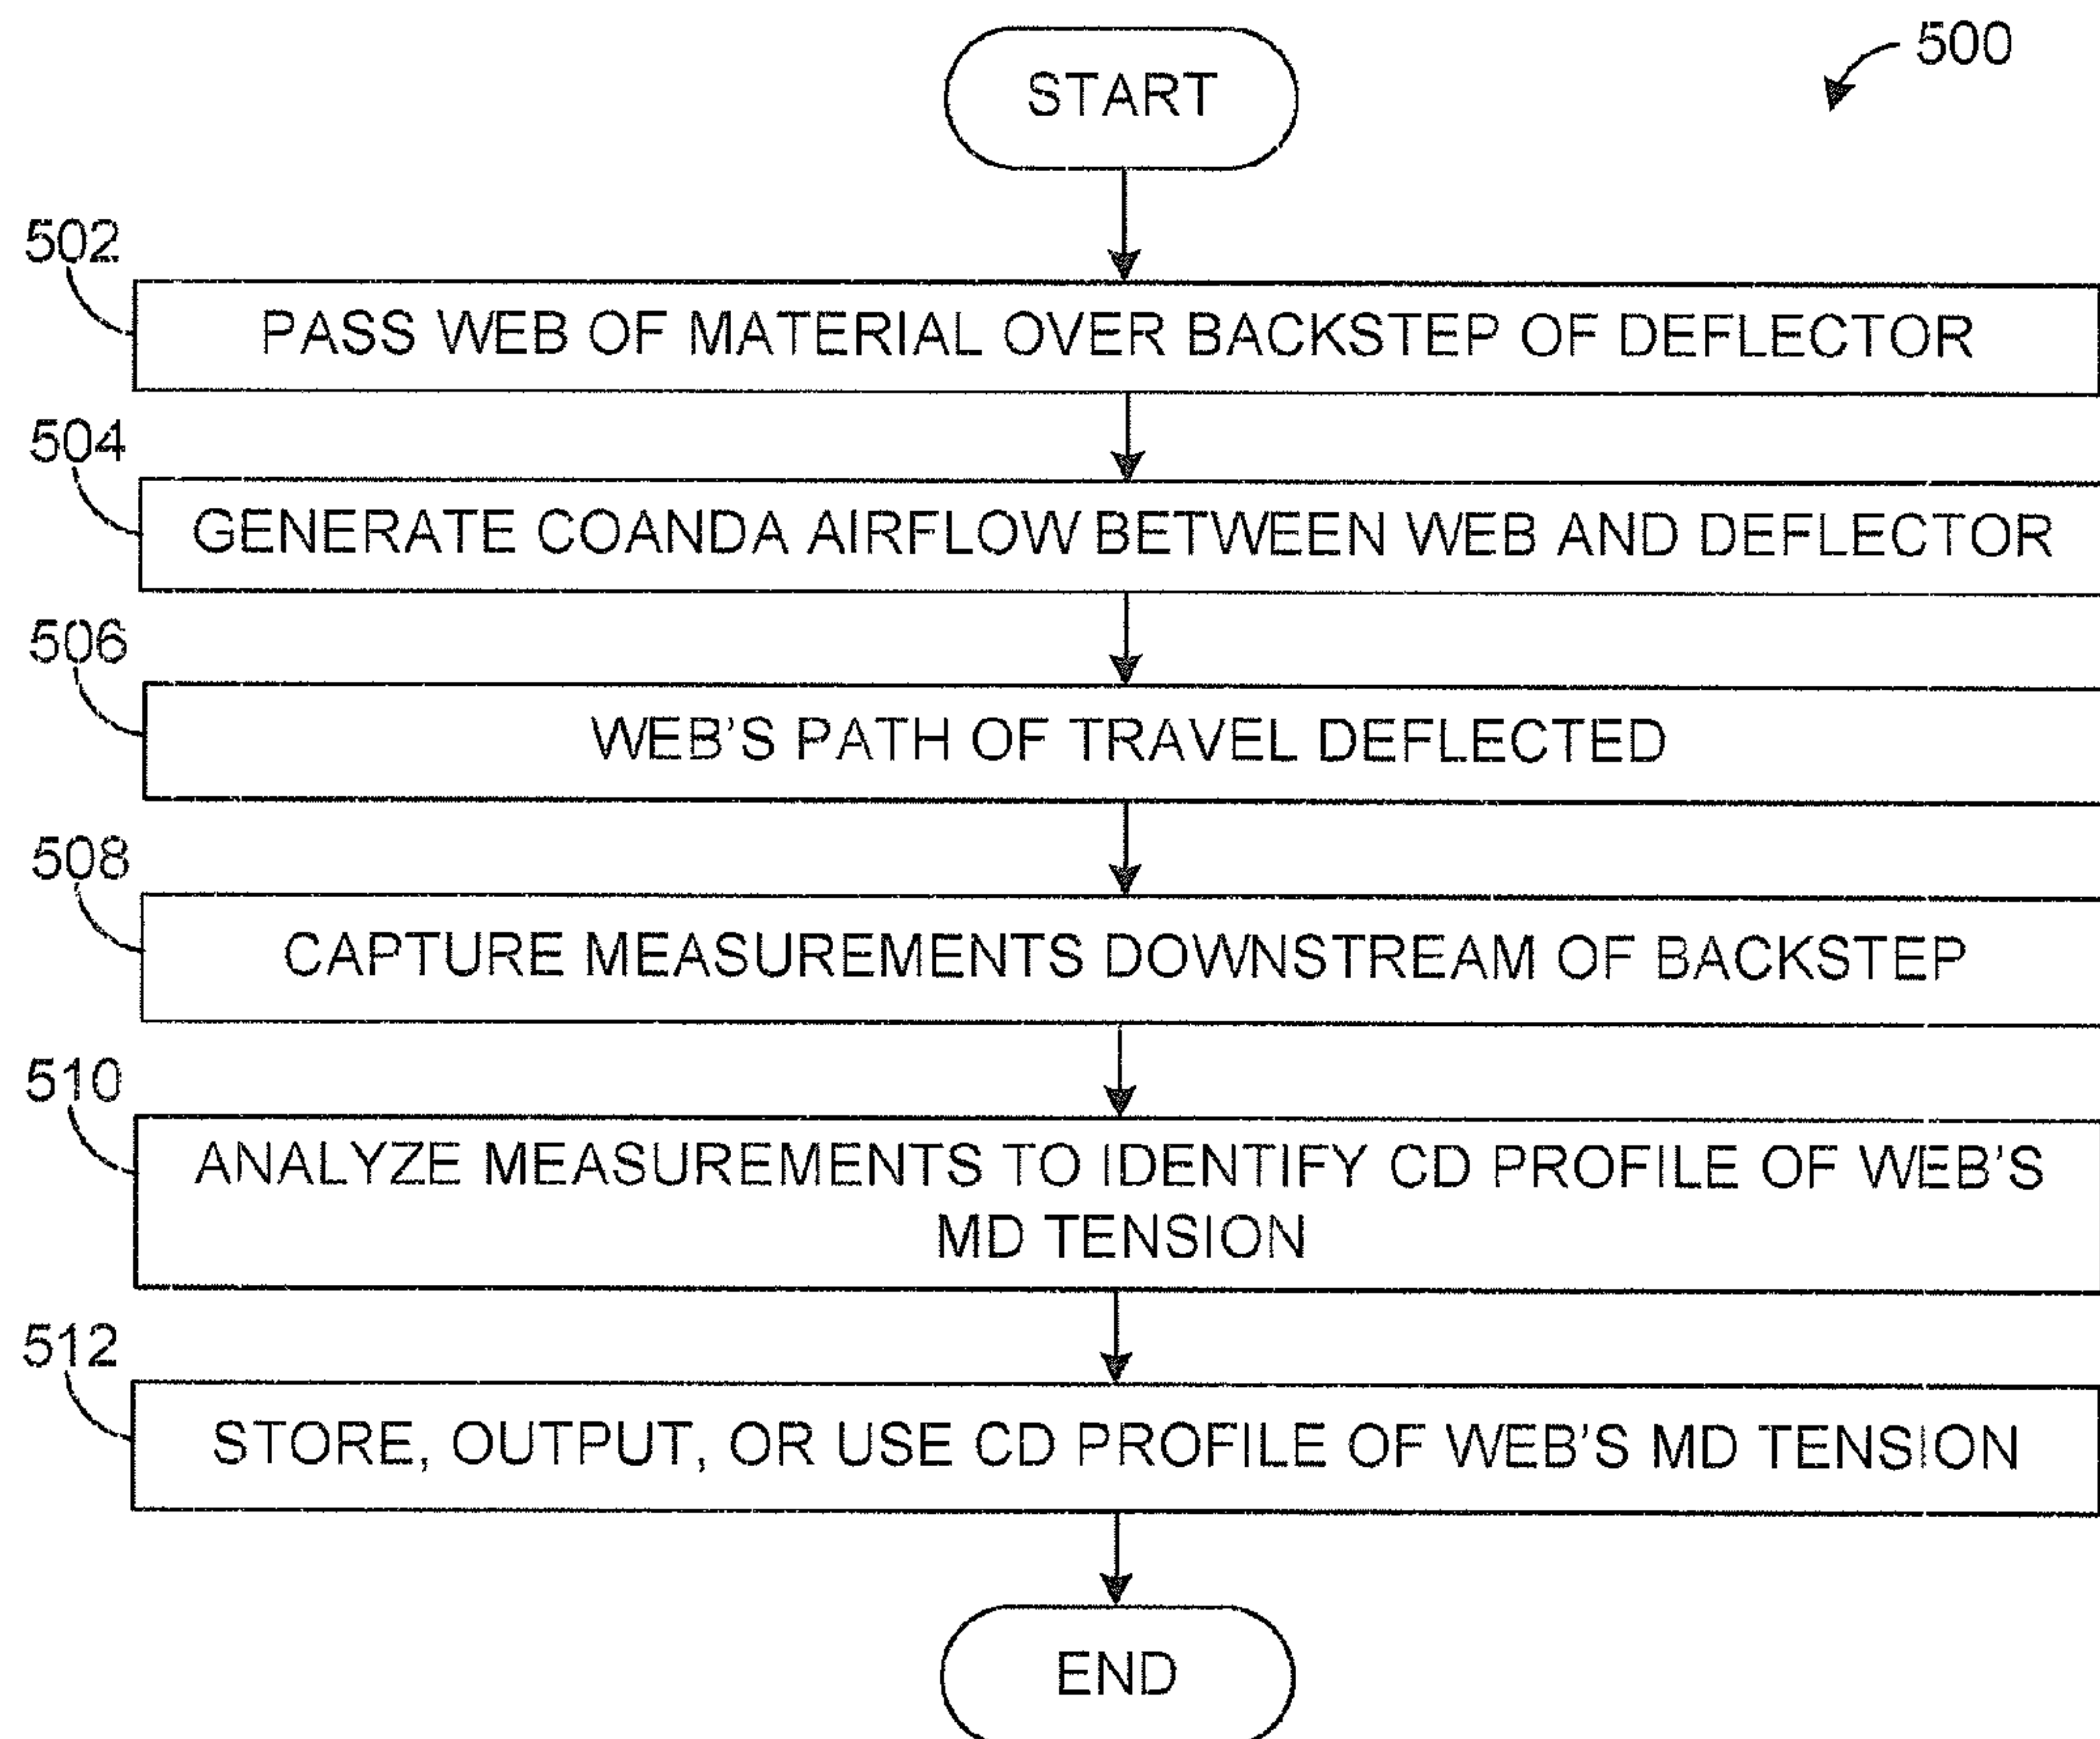 500
START
502
PASS WEB OF MATERIAL OVER BACKSTEP OF DEFLECTOR
504
GENERATE COANDA AIRFLOW BETWEEN WEB AND DEFLECTOR
506
WEB'S PATH OF TRAVEL DEFLECTED
508
CAPTURE MEASUREMENTS DOWNSTREAM OF BACKSTEP
510
ANALYZE MEASUREMENTS TO IDENTIFY CD PROFILE OF WEB'S
MD TENSION
512
STORE, OUTPUT, OR USE CD PROFILE OF WEB'S MD TENSION
END